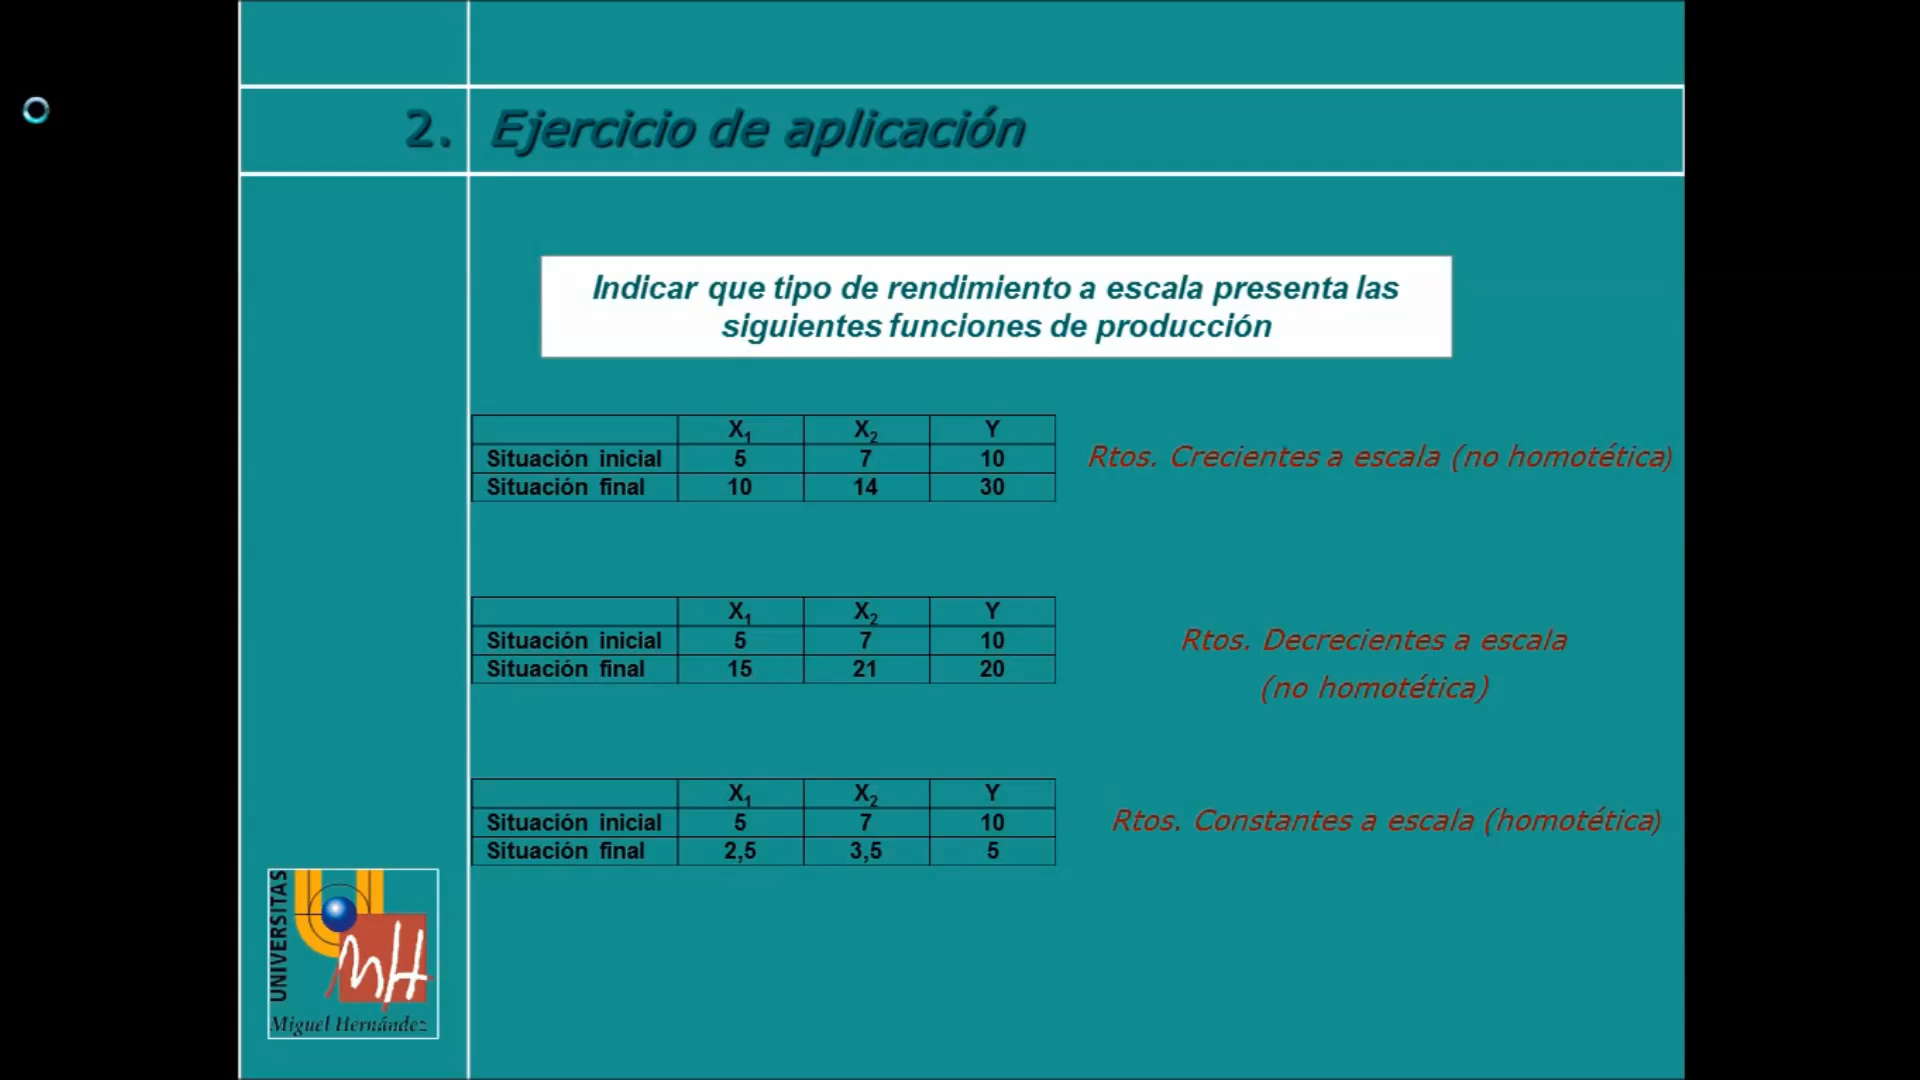 2. Ejercicio de aplicación
Indicar que tipo de rendimiento a escala presenta las
siguientes funciones de producción
X1 X2 Y
Situación inicial 5 7 10
Situación final 10 14 30
Rtos. Crecientes a escala (no homotética)
X1 X2 Y
Situación inicial 5 7 10
Situación final 15 21 20
Rtos. Decrecientes a escala
(no homotética)
X1 X2 Y
Situación inicial 5 7 10
Situación final 2,5 3,5 5
Rtos. Constantes a escala (homotética)
UNIVERSITAS
MH
Miguel Hernández